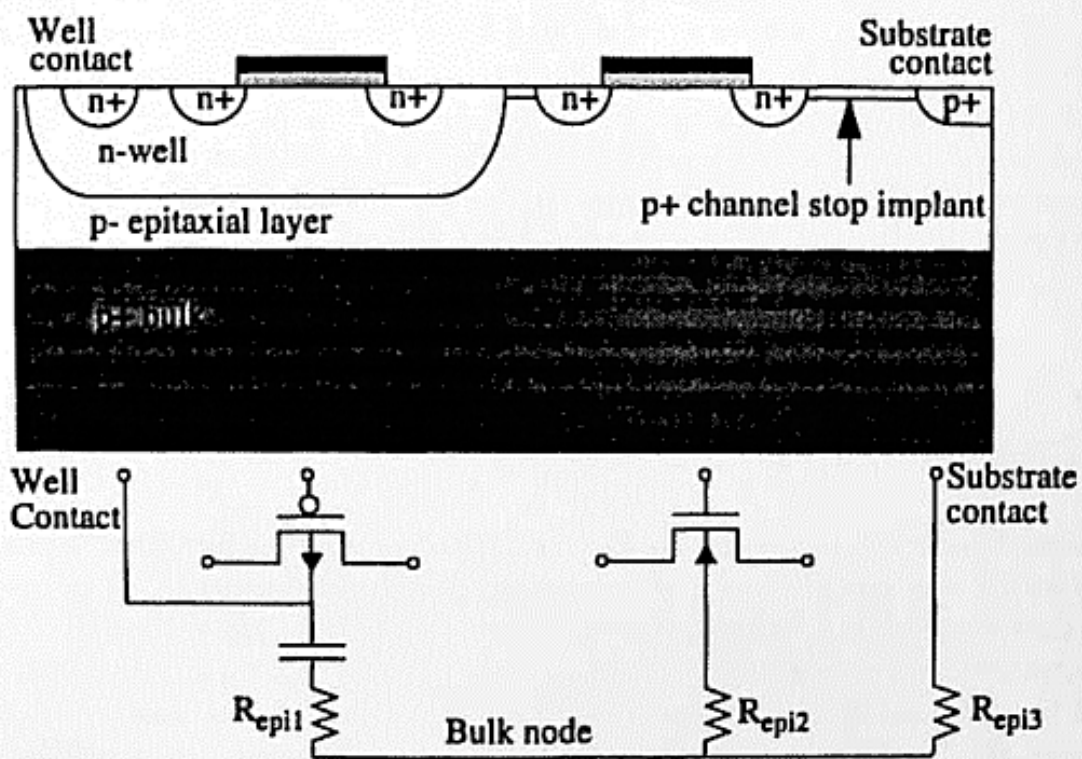 Well
contact
Substrate
contact
n+ n+ n+ n+ n+ p+
n-well
p- epitaxial layer
p+ channel stop implant
p+ bulk
Well
Contact
Substrate
contact
Repi1
Bulk node
Repi2
Repi3